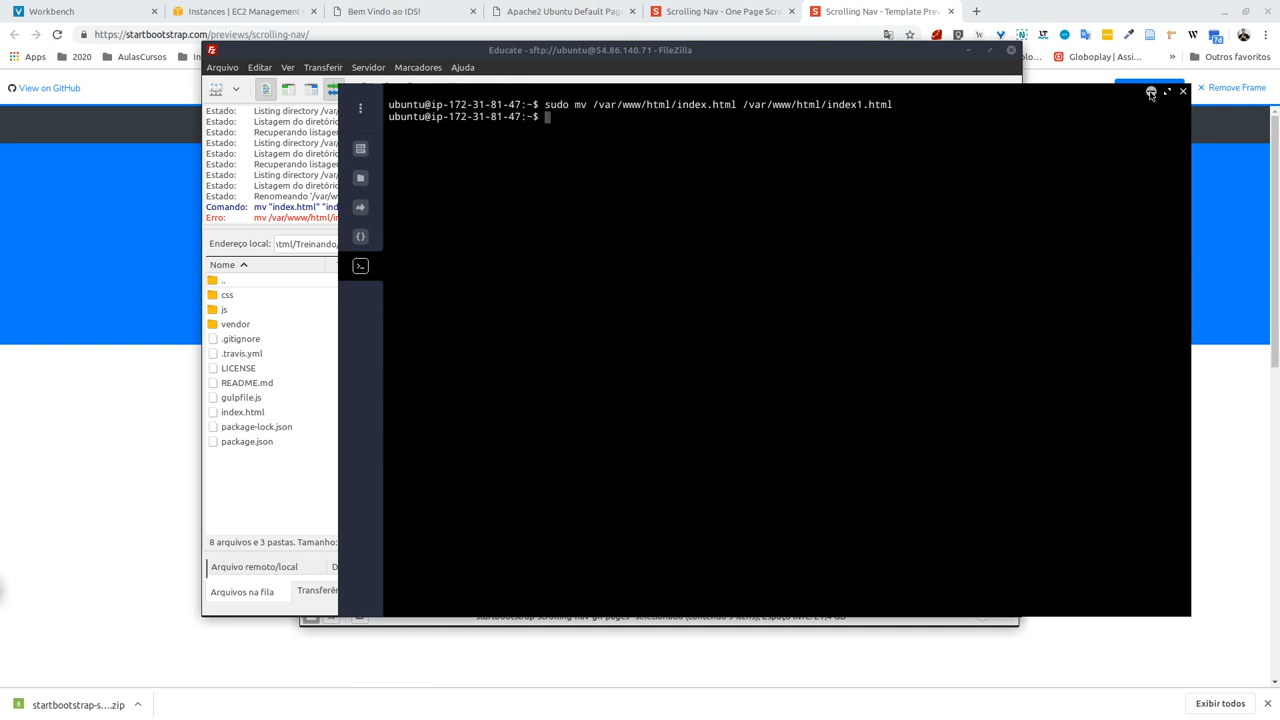 Workbench
Instances | EC2 Management
Bem Vindo ao IDS!
Apache2 Ubuntu Default Pag
Scrolling Nav - One Page Scro
Scrolling Nav - Template Prev
https://startbootstrap.com/previews/scrolling-nav/
Apps
2020
AulasCursos
Globoplay | Assi...
»
Outros favoritos
View on GitHub
Remove Frame
Educate - sftp://ubuntu@54.86.140.71 - FileZilla
Arquivo Editar Ver Transferir Servidor Marcadores Ajuda
Estado: Listing directory /var
Estado: Listagem do diretório
Estado: Recuperando listagem
Estado: Listing directory /var
Estado: Listagem do diretório
Estado: Recuperando listagem
Estado: Listing directory /var
Estado: Listagem do diretório
Estado: Renomeando '/var/w
Comando: mv "index.html" "ind
Erro: mv /var/www/html/in
ubuntu@ip-172-31-81-47:~$ sudo mv /var/www/html/index.html /var/www/html/index1.html
ubuntu@ip-172-31-81-47:~$
Endereço local: html/Treinando/
Nome
..
css
js
vendor
.gitignore
.travis.yml
LICENSE
README.md
gulpfile.js
index.html
package-lock.json
package.json
8 arquivos e 3 pastas. Tamanho:
Arquivo remoto/local D
Arquivos na fila
Transferên
startbootstrap-s....zip
Exibir todos